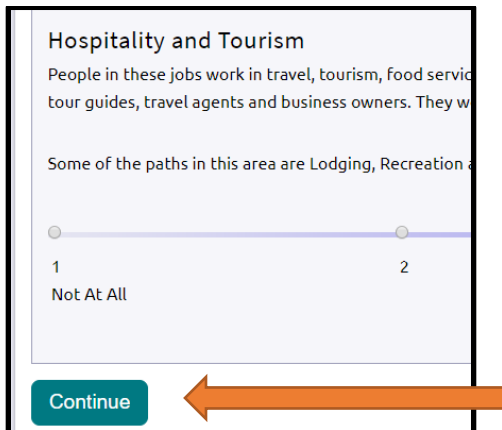 Hospitality and Tourism
People in these jobs work in travel, tourism, food servic
tour guides, travel agents and business owners. They w
Some of the paths in this area are Lodging, Recreation a
1 2
Not At All
Continue